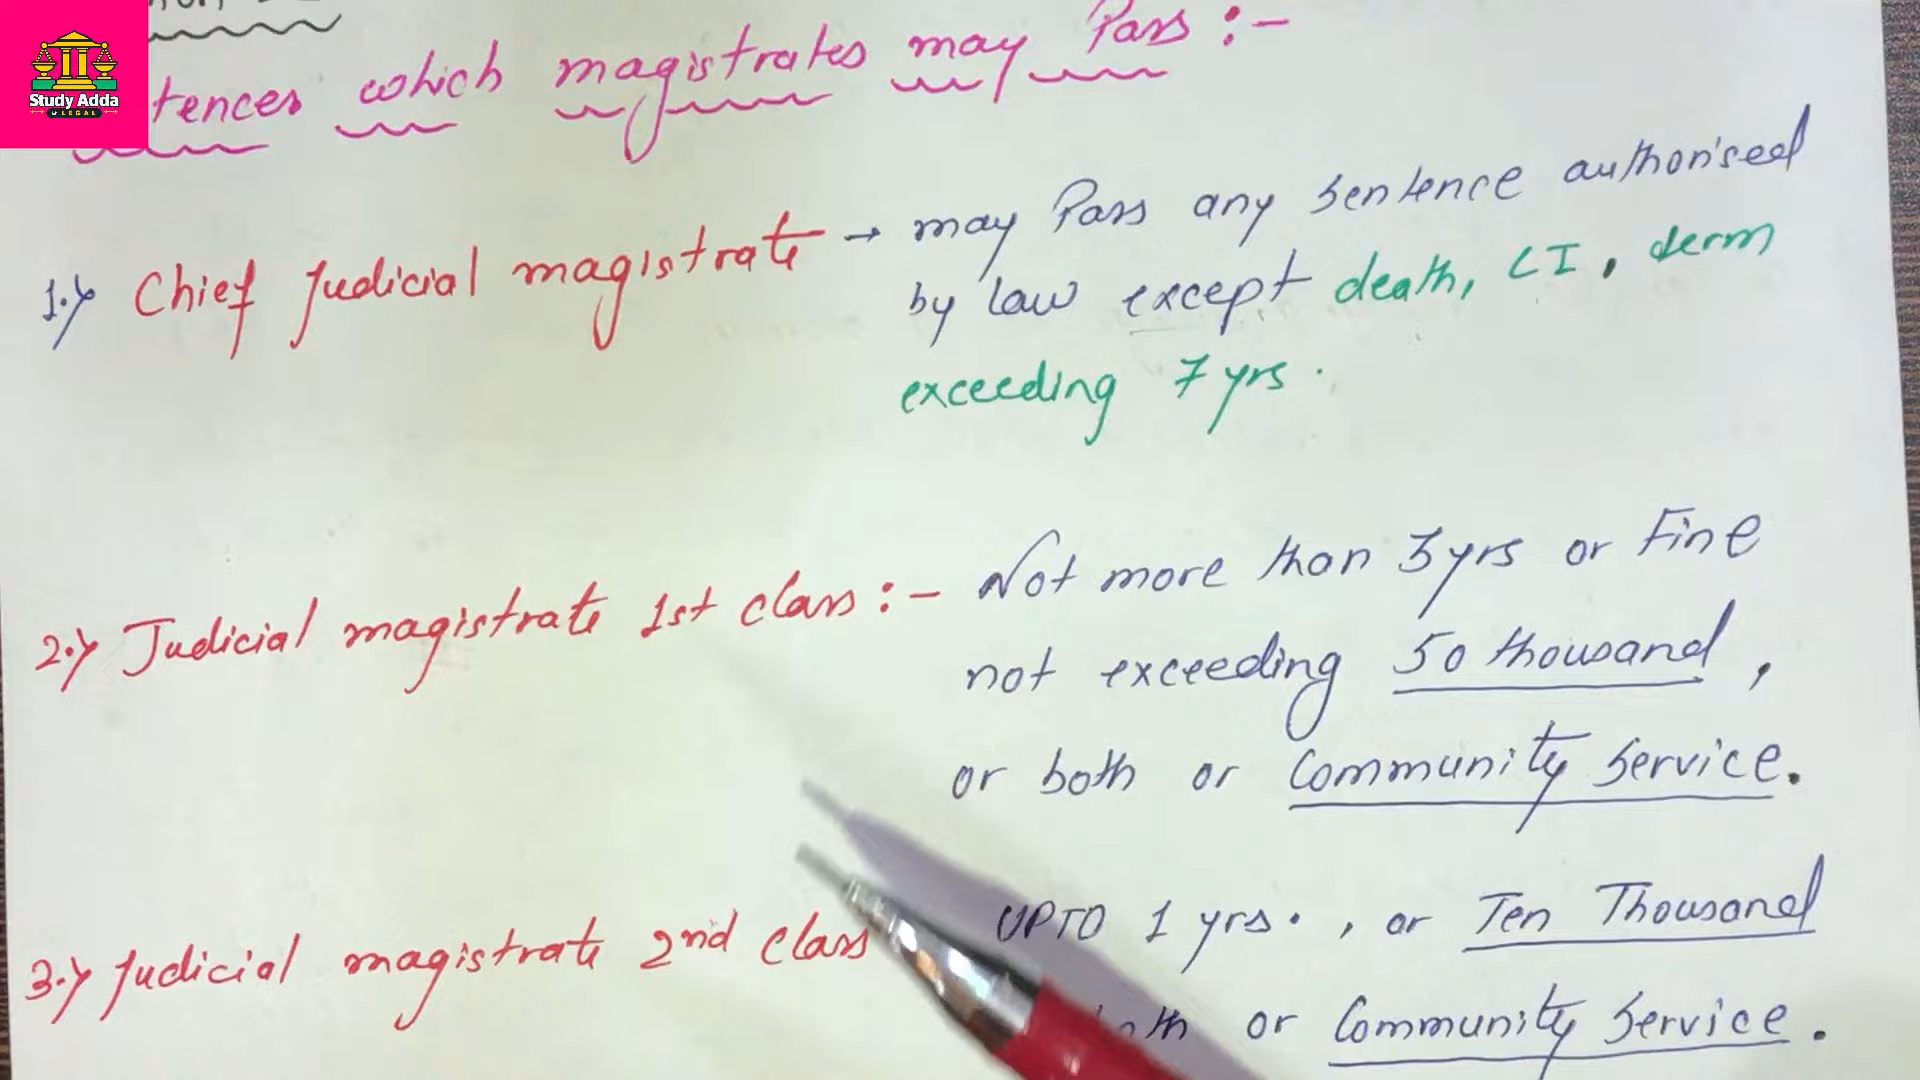 Study Adda
LEGAL
tences which magistrates may Pass :-
1.) Chief Judicial magistrate → may Pass any sentence authorised
by law except death, LI, term
exceeding 7 yrs.
2.) Judicial magistrate 1st class :- Not more than 3 yrs or Fine
not exceeding 50 thousand,
or both or Community Service.
3.) Judicial magistrate 2nd class UPTO 1 yrs. , or Ten Thousand
or Community Service.